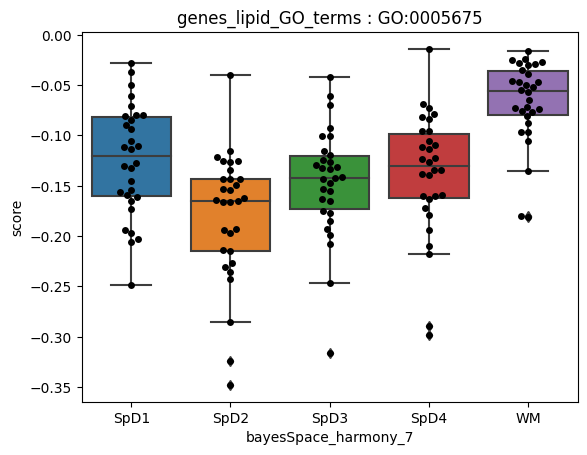 genes_lipid_GO_terms : GO:0005675
0.00
−0.05
−0.10
−0.15
−0.20
−0.25
−0.30
−0.35
score
SpD1 SpD2 SpD3 SpD4 WM
bayesSpace_harmony_7